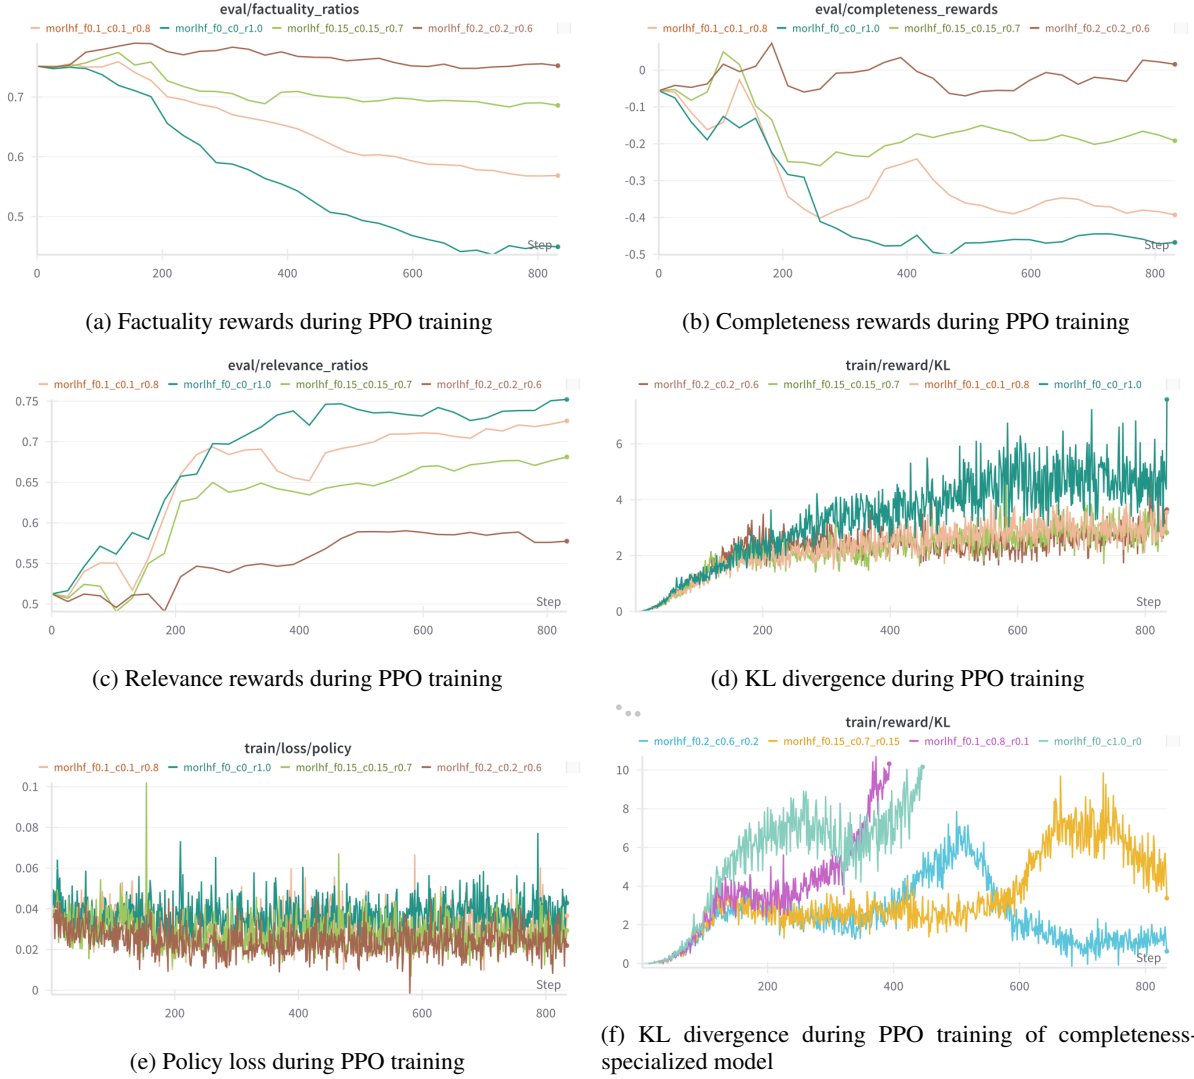 eval/factuality_ratios
morlhf_f0.1_c0.1_r0.8 morlhf_f0_c0_r1.0 morlhf_f0.15_c0.15_r0.7 morlhf_f0.2_c0.2_r0.6
0.7
0.6
0.5
Step
0 200 400 600 800
(a) Factuality rewards during PPO training
eval/completeness_rewards
morlhf_f0.1_c0.1_r0.8 morlhf_f0_c0_r1.0 morlhf_f0.15_c0.15_r0.7 morlhf_f0.2_c0.2_r0.6
0
-0.1
-0.2
-0.3
-0.4
-0.5
Step
0 200 400 600 800
(b) Completeness rewards during PPO training
eval/relevance_ratios
morlhf_f0.1_c0.1_r0.8 morlhf_f0_c0_r1.0 morlhf_f0.15_c0.15_r0.7 morlhf_f0.2_c0.2_r0.6
0.75
0.7
0.65
0.6
0.55
0.5
Step
0 200 400 600 800
(c) Relevance rewards during PPO training
train/reward/KL
morlhf_f0.2_c0.2_r0.6 morlhf_f0.15_c0.15_r0.7 morlhf_f0.1_c0.1_r0.8 morlhf_f0_c0_r1.0
6
4
2
0
Step
200 400 600 800
(d) KL divergence during PPO training
train/loss/policy
morlhf_f0.1_c0.1_r0.8 morlhf_f0_c0_r1.0 morlhf_f0.15_c0.15_r0.7 morlhf_f0.2_c0.2_r0.6
0.1
0.08
0.06
0.04
0.02
0
Step
200 400 600 800
(e) Policy loss during PPO training
train/reward/KL
morlhf_f0.2_c0.6_r0.2 morlhf_f0.15_c0.7_r0.15 morlhf_f0.1_c0.8_r0.1 morlhf_f0_c1.0_r0
10
8
6
4
2
0
Step
200 400 600 800
(f) KL divergence during PPO training of completeness-
specialized model